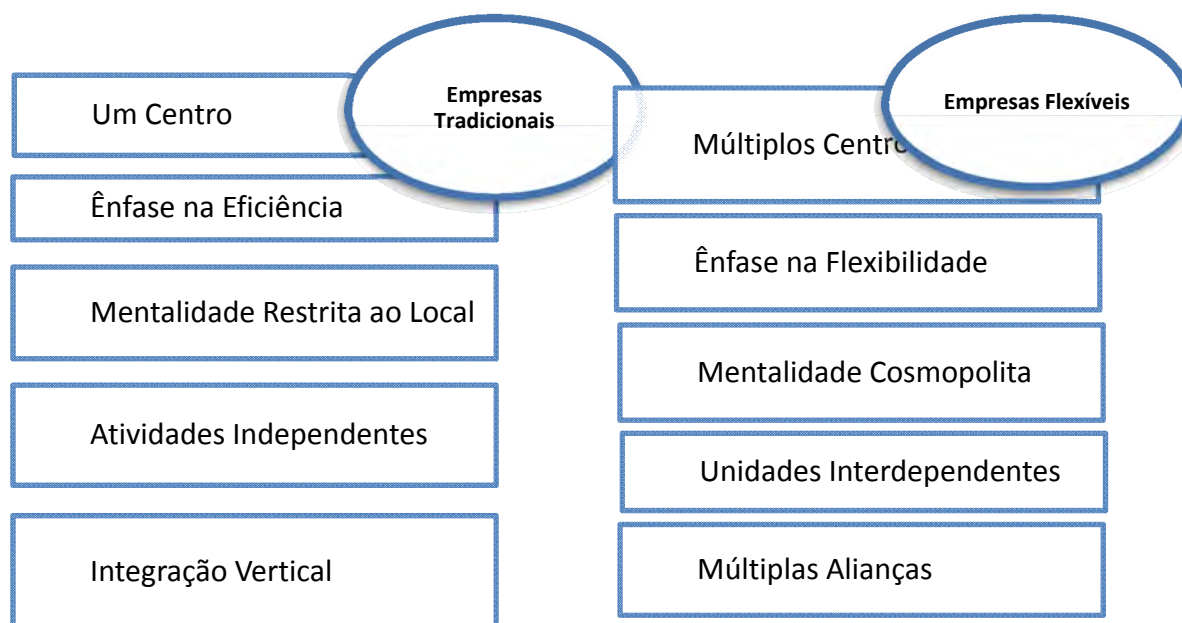 Empresas
Tradicionais
Um Centro
Ênfase na Eficiência
Mentalidade Restrita ao Local
Atividades Independentes
Integração Vertical
Empresas Flexíveis
Múltiplos Centro
Ênfase na Flexibilidade
Mentalidade Cosmopolita
Unidades Interdependentes
Múltiplas Alianças